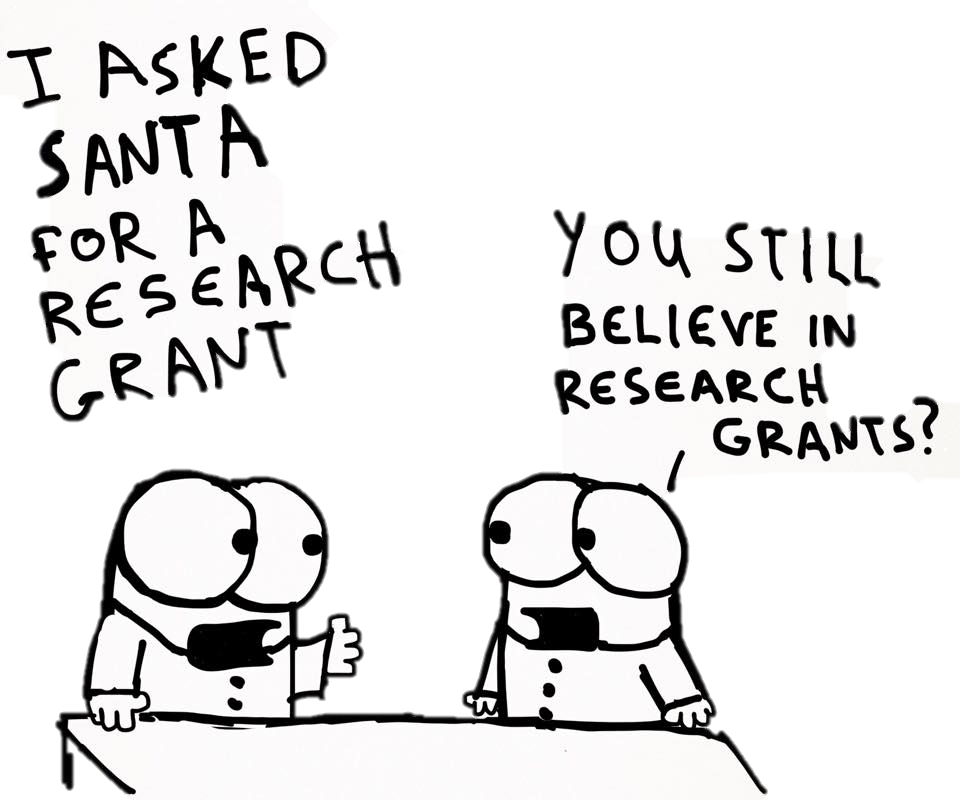 I ASKED
SANTA
FOR A
RESEARCH
GRANT
YOU STILL
BELIEVE IN
RESEARCH
GRANTS?